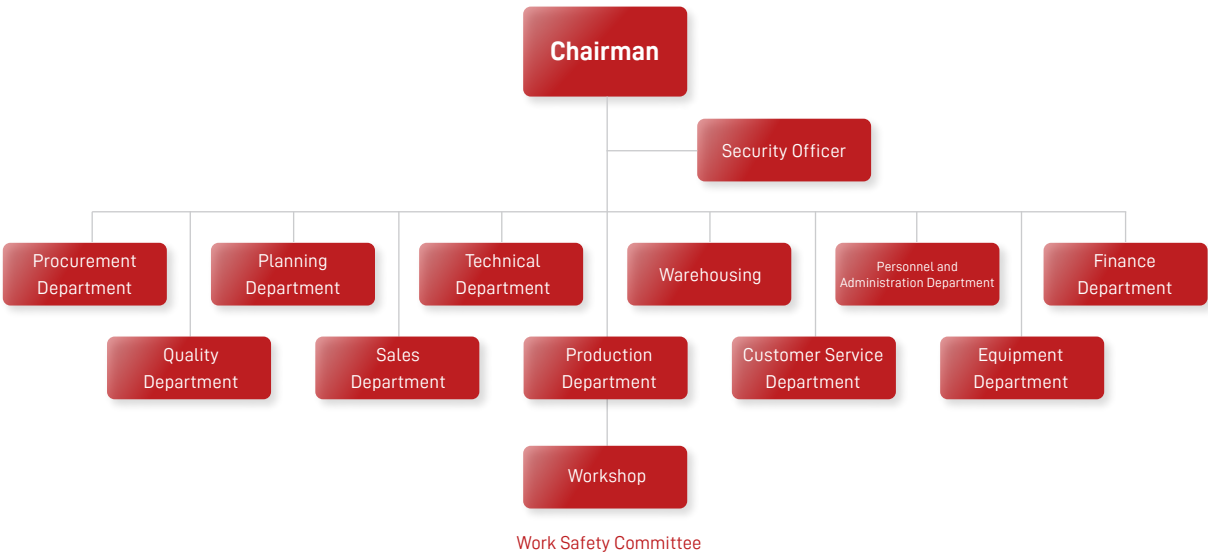 Chairman
Security Officer
Procurement
Department
Planning
Department
Technical
Department
Warehousing
Personnel and
Administration Department
Finance
Department
Quality
Department
Sales
Department
Production
Department
Customer Service
Department
Equipment
Department
Workshop
Work Safety Committee